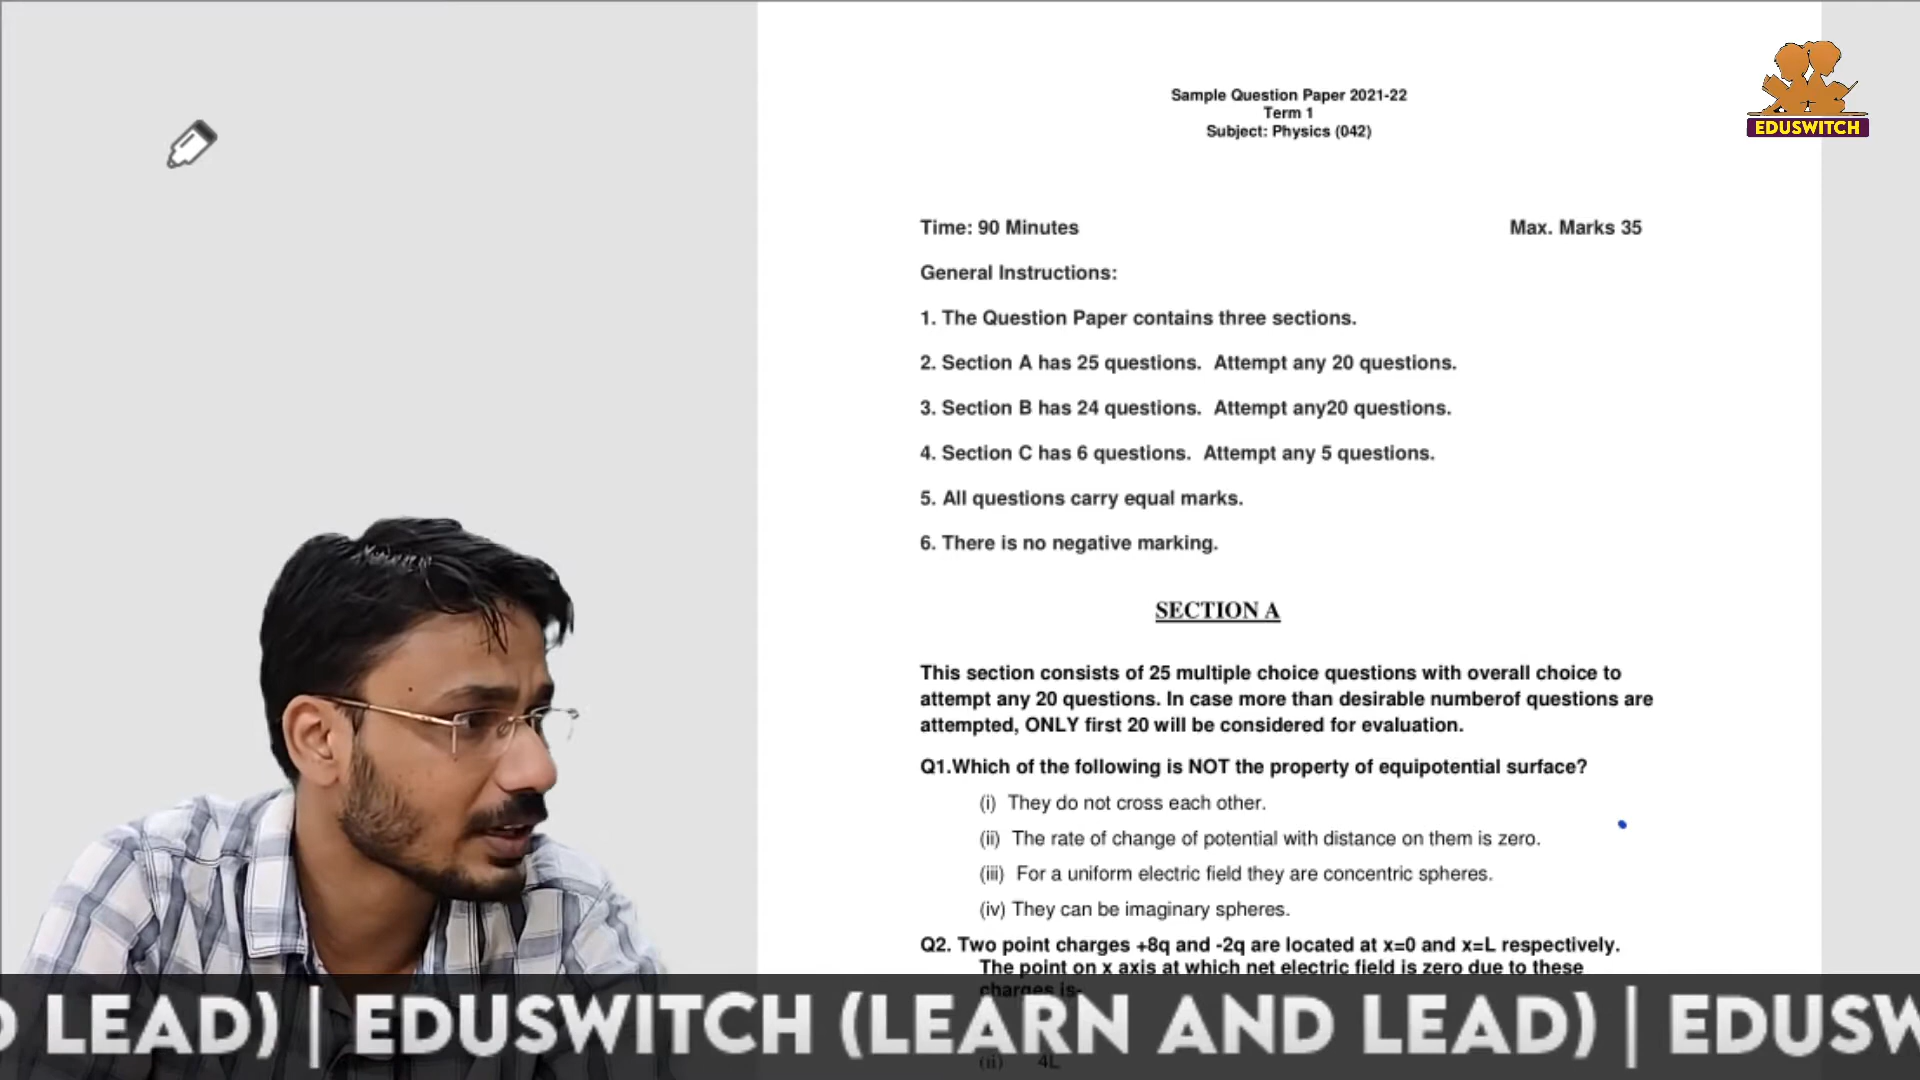 Sample Question Paper 2021-22
Term 1
Subject: Physics (042)
EDUSWITCH
Time: 90 Minutes Max. Marks 35
General Instructions:
1. The Question Paper contains three sections.
2. Section A has 25 questions. Attempt any 20 questions.
3. Section B has 24 questions. Attempt any20 questions.
4. Section C has 6 questions. Attempt any 5 questions.
5. All questions carry equal marks.
6. There is no negative marking.
SECTION A
This section consists of 25 multiple choice questions with overall choice to
attempt any 20 questions. In case more than desirable numberof questions are
attempted, ONLY first 20 will be considered for evaluation.
Q1.Which of the following is NOT the property of equipotential surface?
(i) They do not cross each other.
(ii) The rate of change of potential with distance on them is zero.
(iii) For a uniform electric field they are concentric spheres.
(iv) They can be imaginary spheres.
Q2. Two point charges +8q and -2q are located at x=0 and x=L respectively.
The point on x axis at which net electric field is zero due to these
charges is-
D LEAD) | EDUSWITCH (LEARN AND LEAD) | EDUSW
(ii) 4L